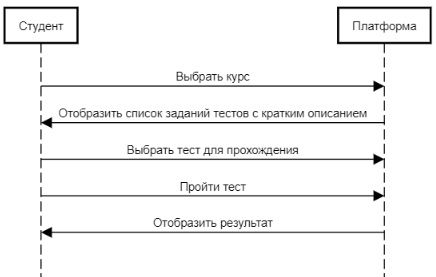 Студент
Платформа
Выбрать курс
Отобразить список заданий тестов с кратким описанием
Выбрать тест для прохождения
Пройти тест
Отобразить результат